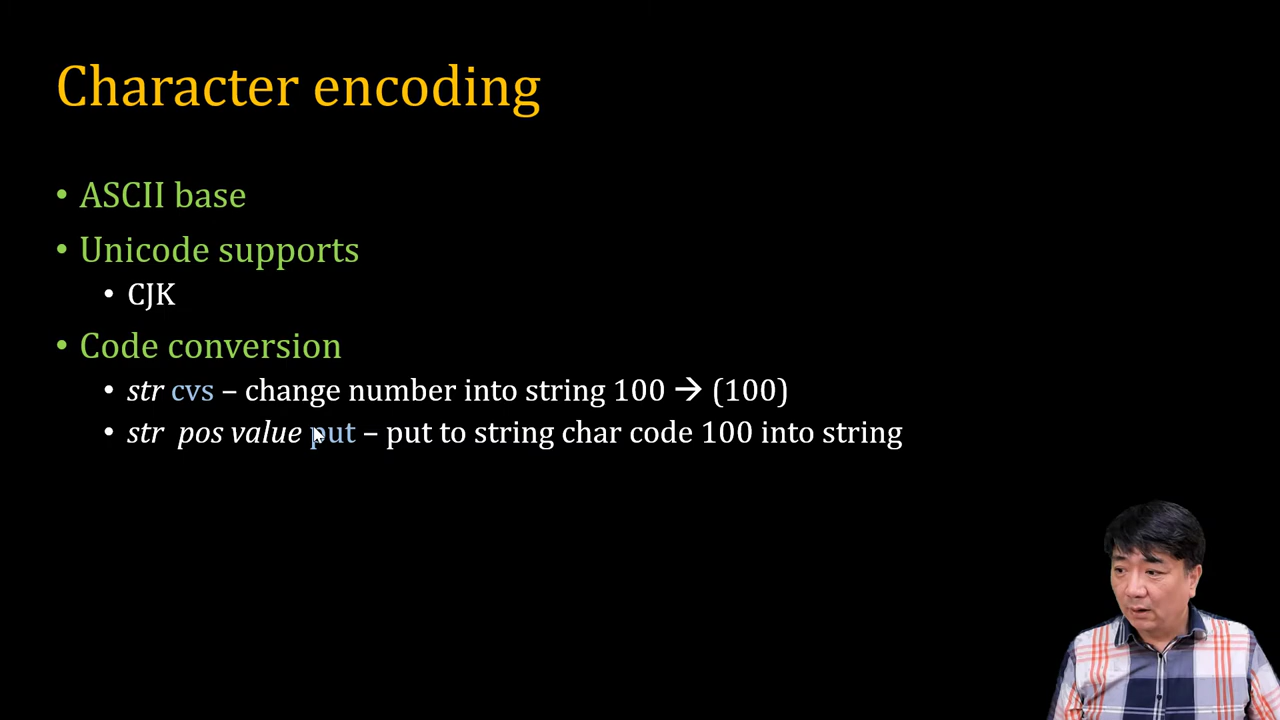 Character encoding
• ASCII base
• Unicode supports
• CJK
• Code conversion
• str cvs – change number into string 100 → (100)
• str pos value put – put to string char code 100 into string